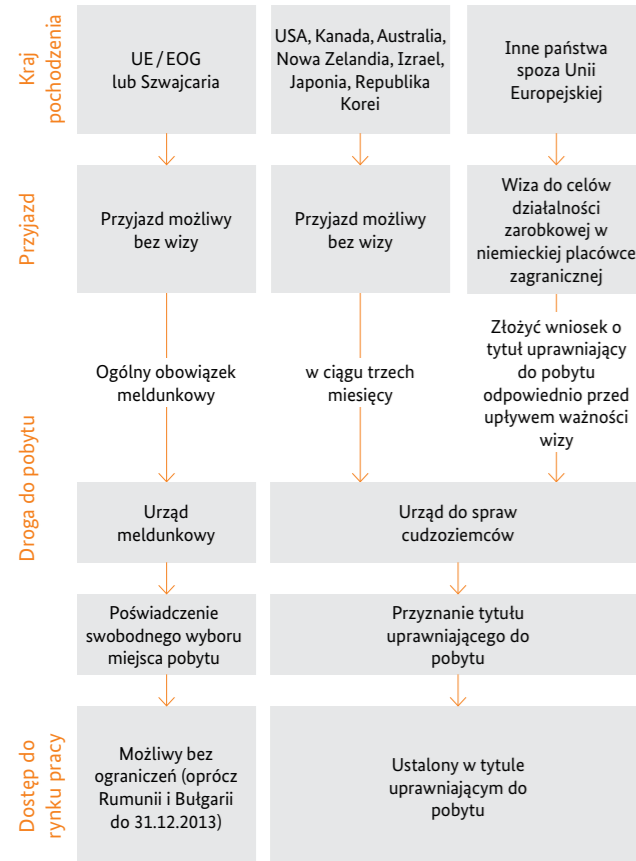 Kraj
pochodzenia
UE / EOG
lub Szwajcaria
USA, Kanada, Australia,
Nowa Zelandia, Izrael,
Japonia, Republika
Korei
Inne państwa
spoza Unii
Europejskiej
Przyjazd
Przyjazd możliwy
bez wizy
Przyjazd możliwy
bez wizy
Wiza do celów
działalności
zarobkowej w
niemieckiej placówce
zagranicznej
Droga do pobytu
Ogólny obowiązek
meldunkowy
w ciągu trzech
miesięcy
Złożyć wniosek o
tytuł uprawniający
do pobytu
odpowiednio przed
upływem ważności
wizy
Urząd
meldunkowy
Urząd do spraw
cudzoziemców
Poświadczenie
swobodnego wyboru
miejsca pobytu
Przyznanie tytułu
uprawniającego do
pobytu
Dostęp do
rynku pracy
Możliwy bez
ograniczeń (oprócz
Rumunii i Bułgarii
do 31.12.2013)
Ustalony w tytule
uprawniającym do
pobytu